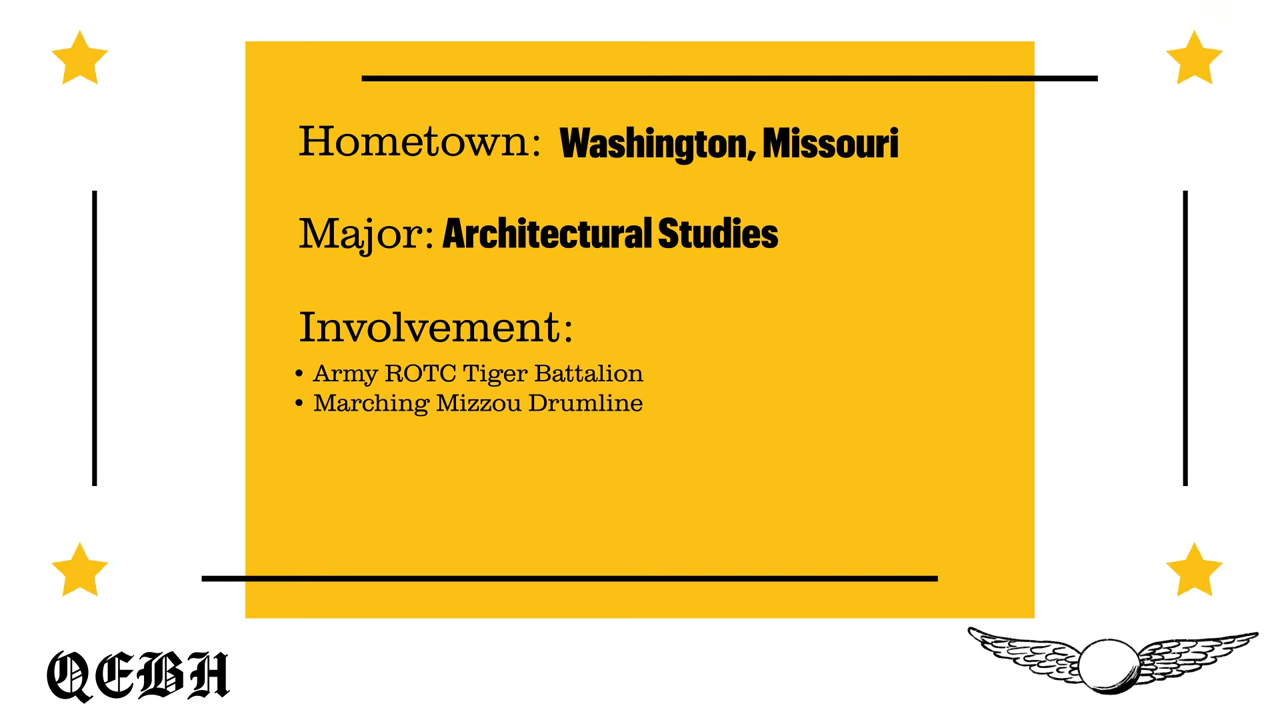 Hometown: Washington, Missouri
Major: Architectural Studies
Involvement:
• Army ROTC Tiger Battalion
• Marching Mizzou Drumline
QEBH